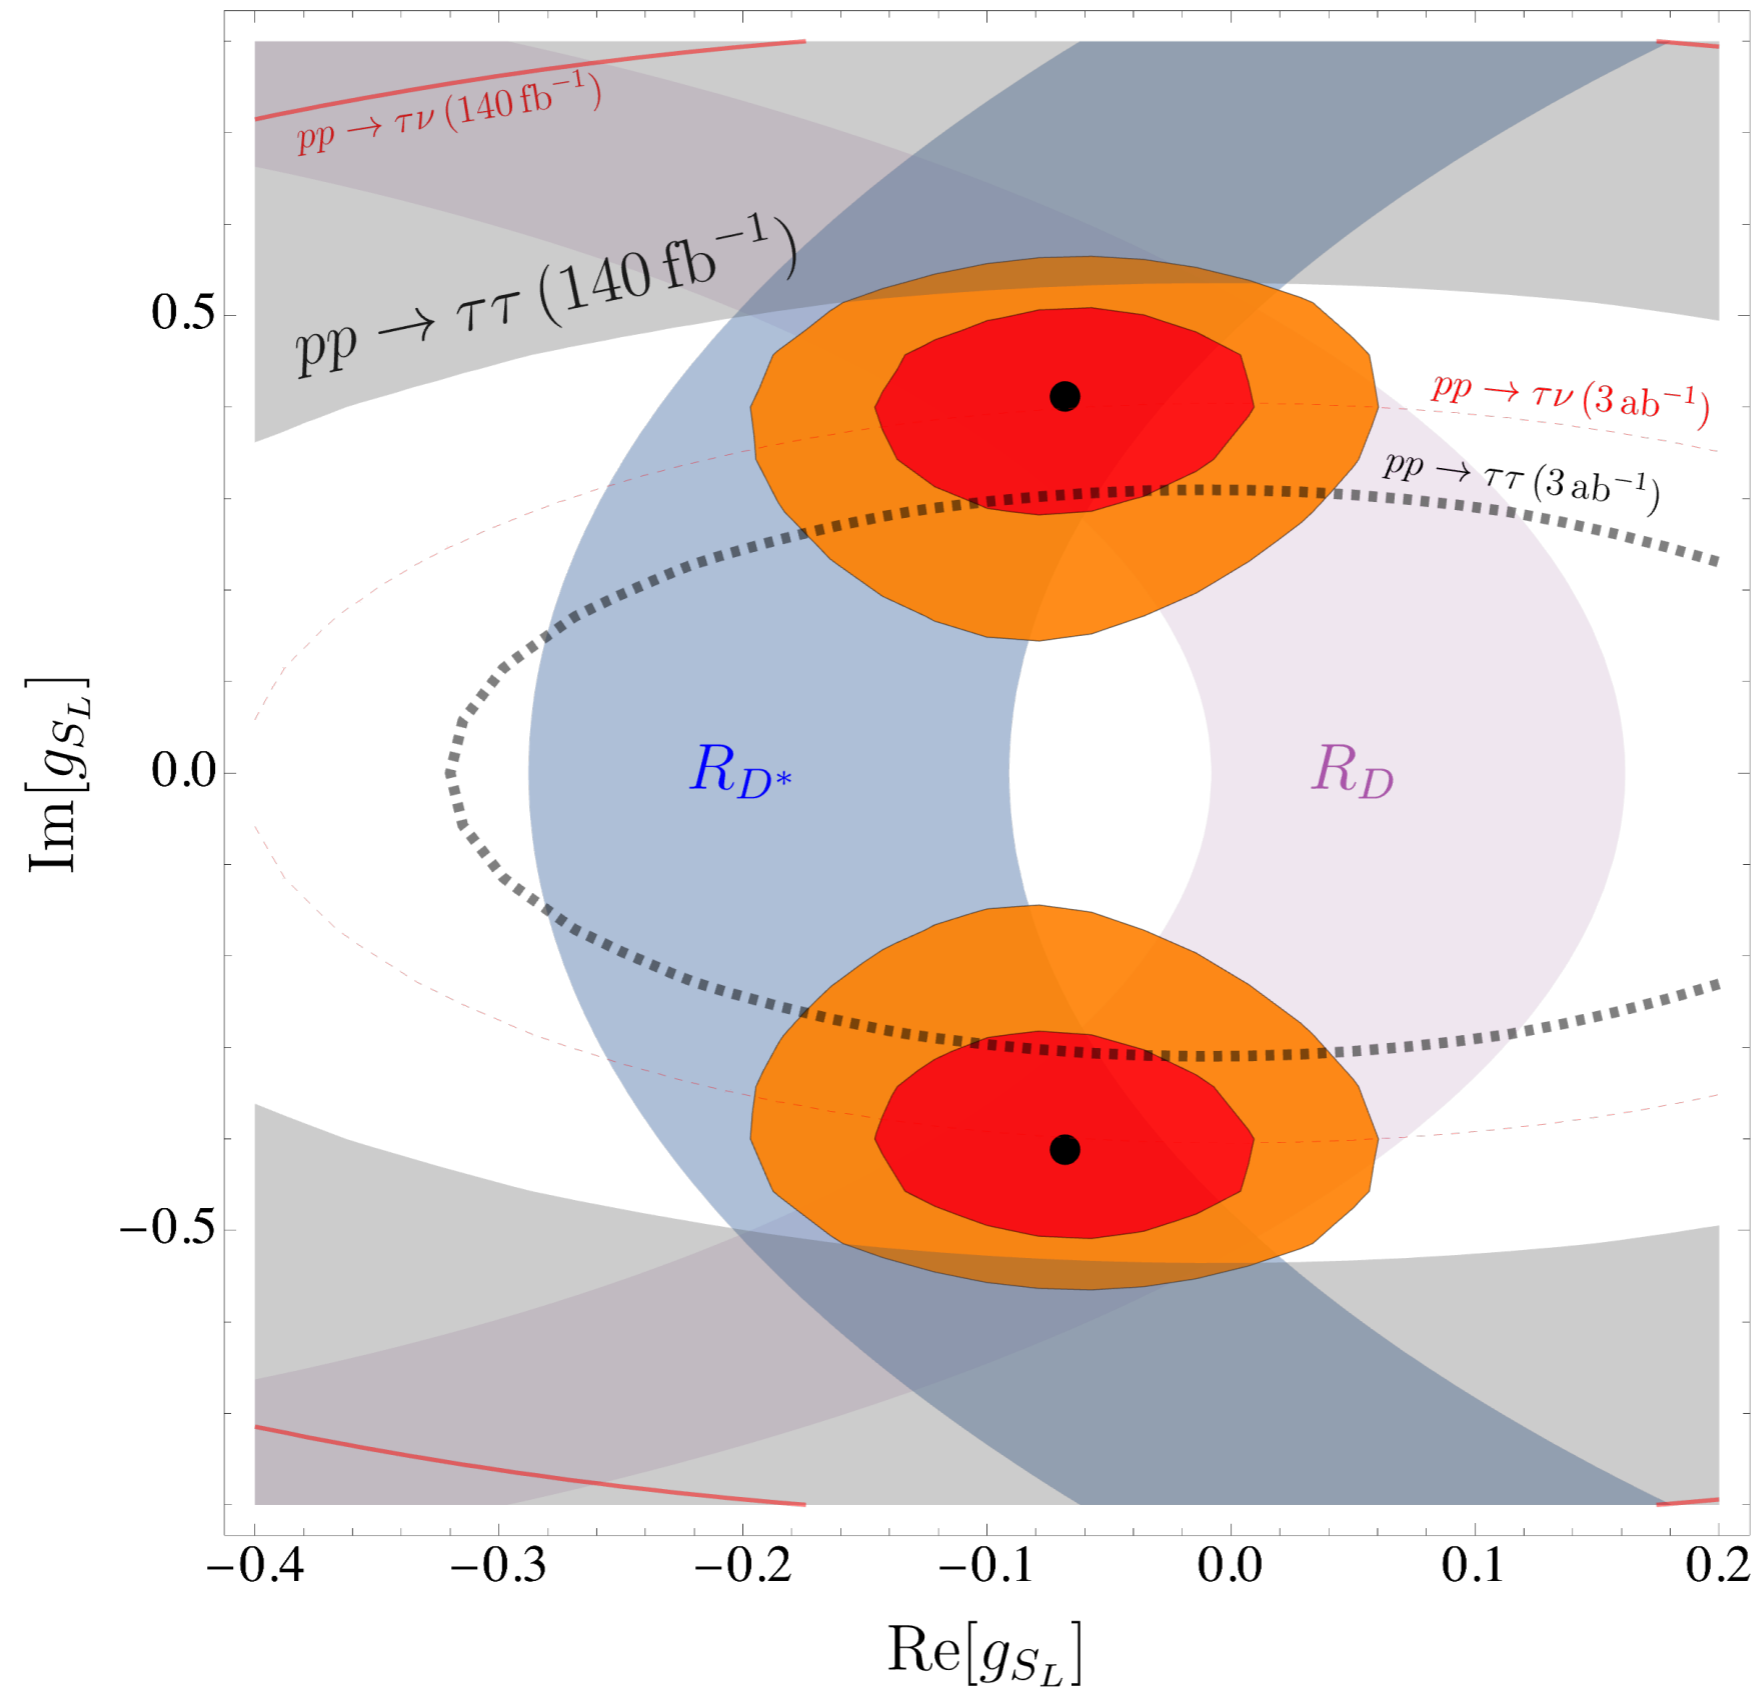 pp → τν (140 fb⁻¹)
pp → ττ (140 fb⁻¹)
0.5
pp → τν (3 ab⁻¹)
pp → ττ (3 ab⁻¹)
Im[g_{S_L}]
0.0
R_{D*}
R_D
−0.5
−0.4 −0.3 −0.2 −0.1 0.0 0.1 0.2
Re[g_{S_L}]